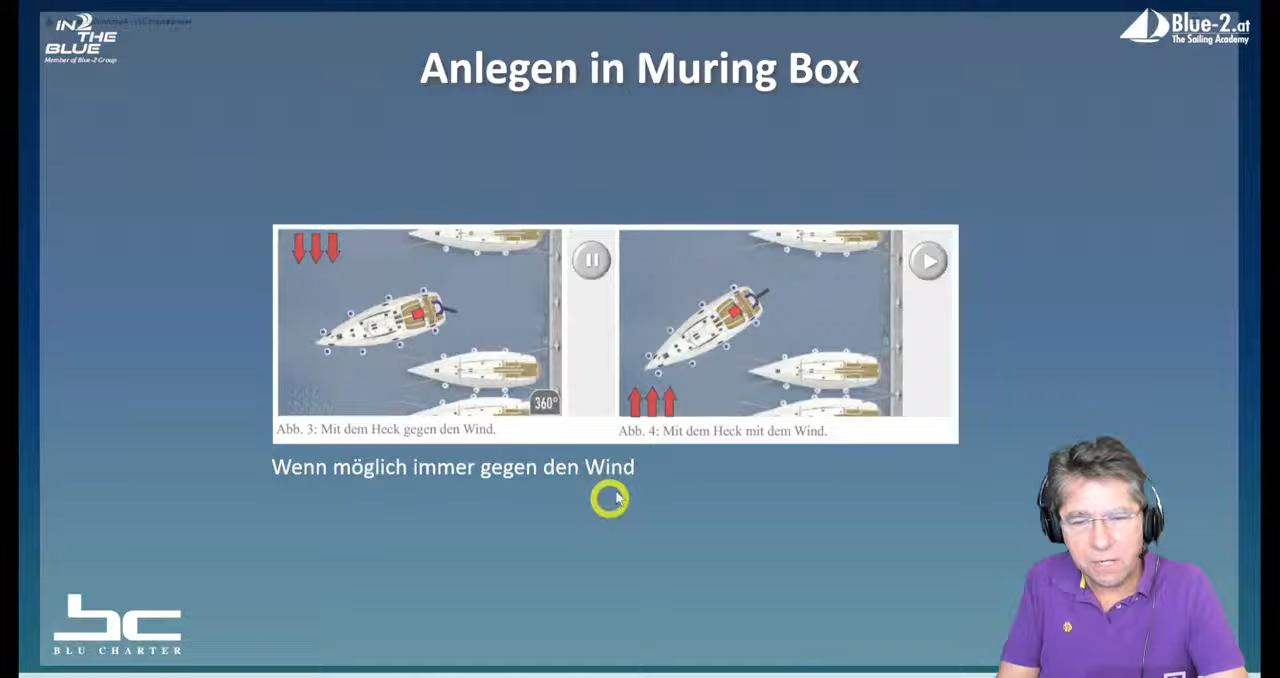 IN2
THE
BLUE
Member of Blue-2 Group
Blue-2.at
The Sailing Academy
Anlegen in Muring Box
360°
Abb. 3: Mit dem Heck gegen den Wind.
Abb. 4: Mit dem Heck mit dem Wind.
Wenn möglich immer gegen den Wind
bc
BLU CHARTER